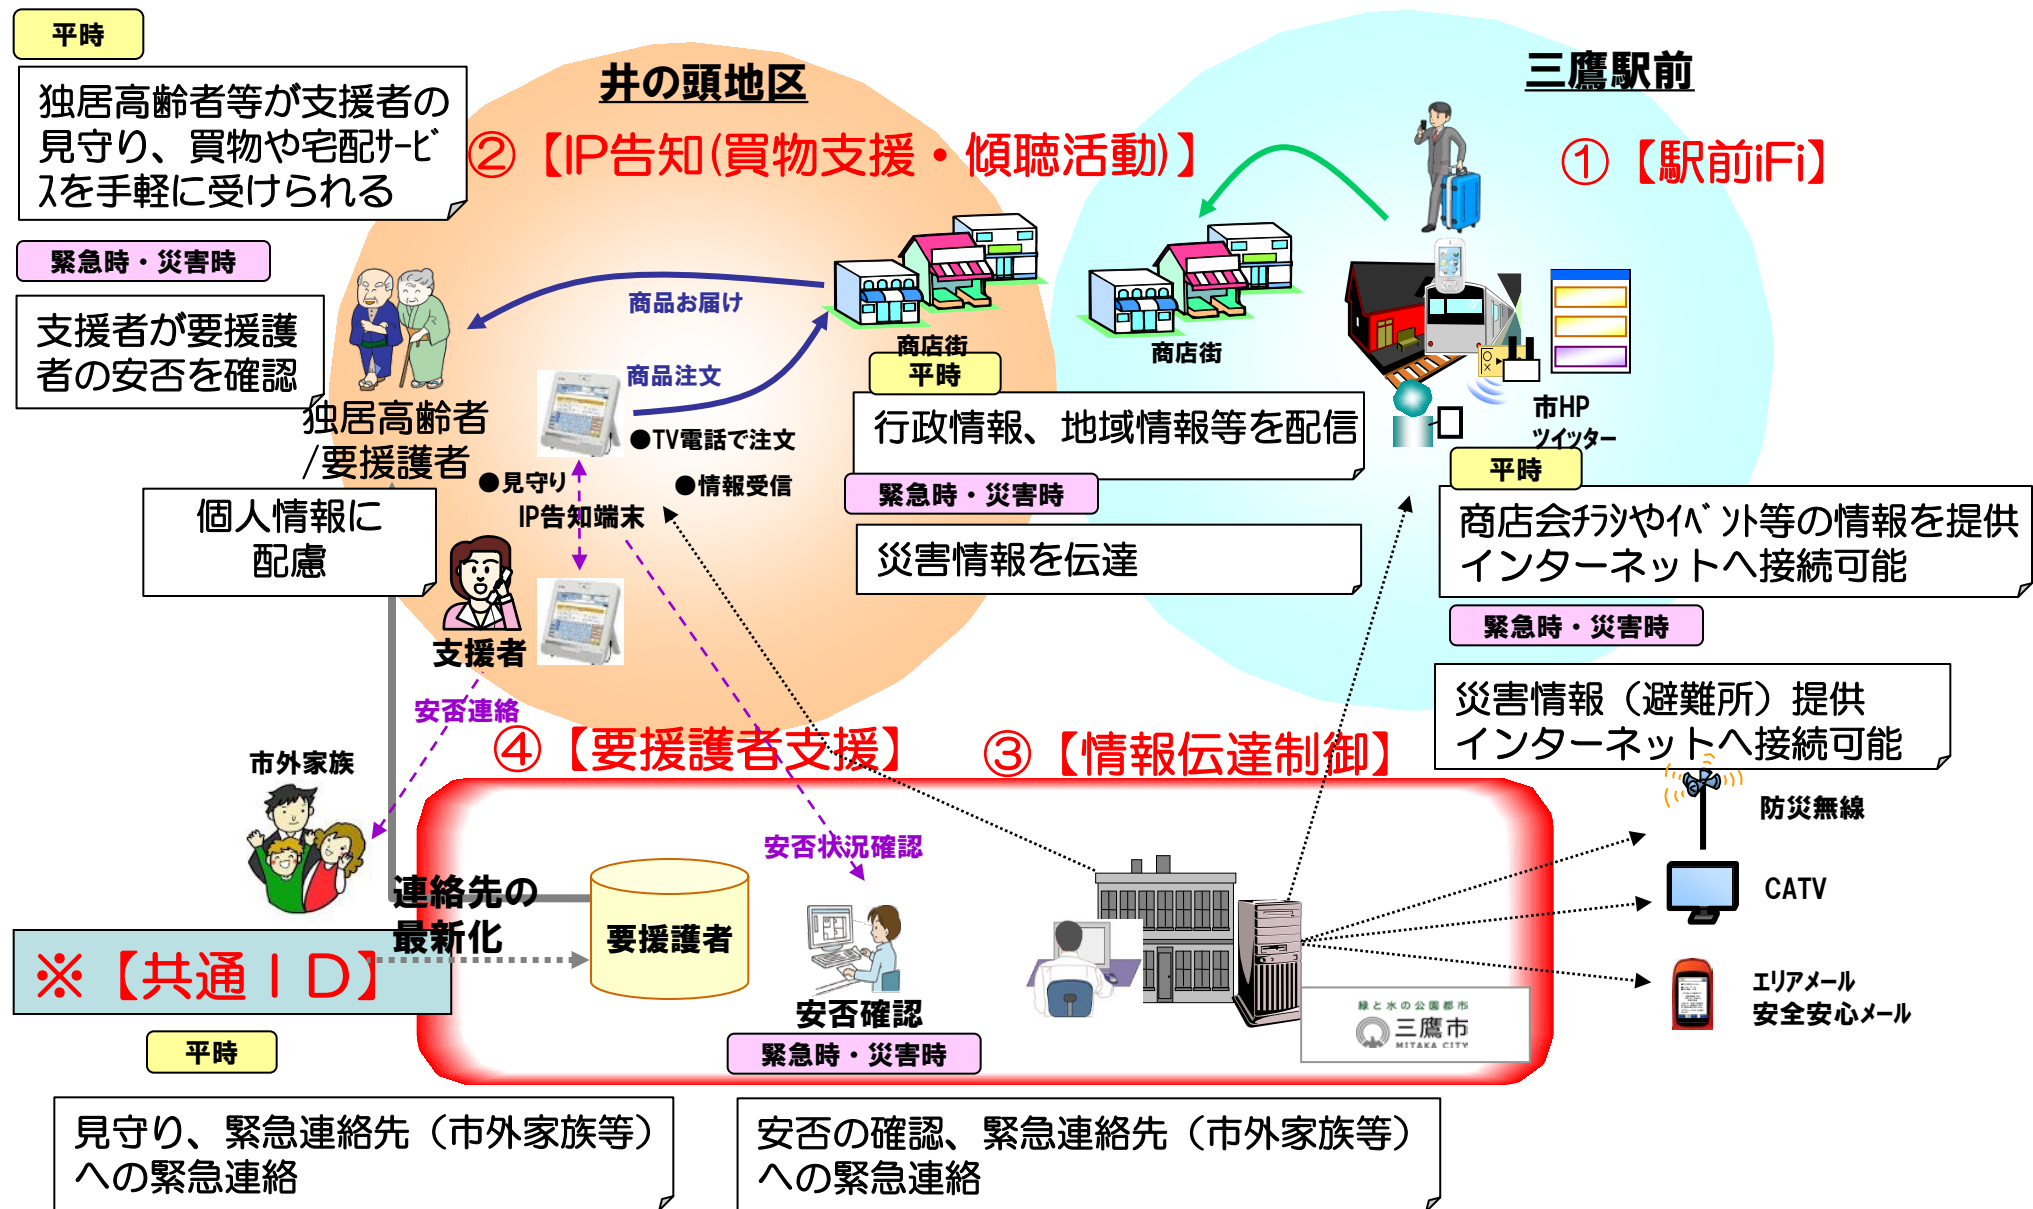 平時
独居高齢者等が支援者の
見守り、買物や宅配ｻｰﾋﾞ
ｽを手軽に受けられる
緊急時・災害時
支援者が要援護
者の安否を確認
井の頭地区
②【IP告知(買物支援・傾聴活動)】
三鷹駅前
①【駅前iFi】
商品お届け
商店街
商店街
商品注文
●TV電話で注文
●見守り
●情報受信
IP告知端末
独居高齢者
/要援護者
個人情報に
配慮
支援者
平時
行政情報、地域情報等を配信
緊急時・災害時
災害情報を伝達
市HP
ﾂｲｯﾀｰ
平時
商店会ﾁﾗｼやｲﾍﾞﾝﾄ等の情報を提供
インターネットへ接続可能
緊急時・災害時
災害情報（避難所）提供
インターネットへ接続可能
安否連絡
④【要援護者支援】
③【情報伝達制御】
市外家族
安否状況確認
連絡先の
最新化
要援護者
※【共通ＩＤ】
安否確認
緊急時・災害時
緑と水の公園都市
三鷹市
MITAKA CITY
防災無線
CATV
ｴﾘｱﾒｰﾙ
安全安心ﾒｰﾙ
平時
見守り、緊急連絡先（市外家族等）
への緊急連絡
安否の確認、緊急連絡先（市外家族等）
への緊急連絡